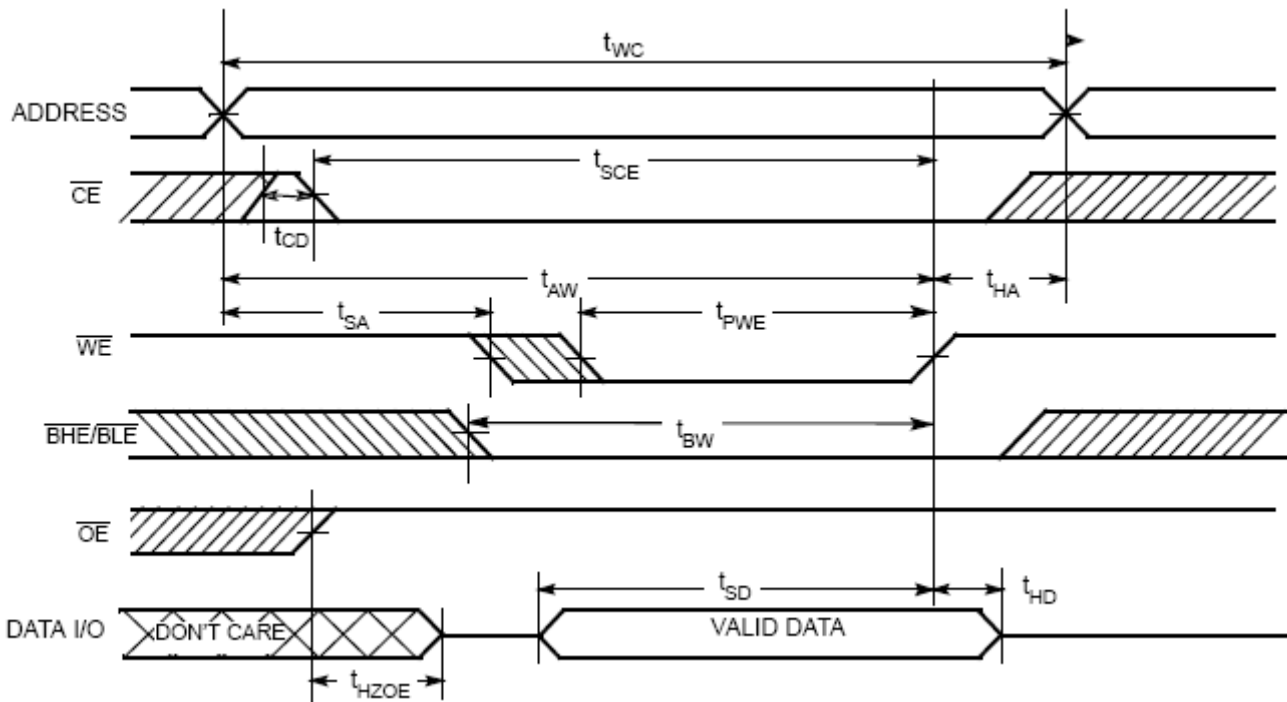 tWC
ADDRESS
tSCE
CE
tCD
tAW
tHA
tSA
tPWE
WE
BHE/BLE
tBW
OE
tSD
tHD
DATA I/O
DON'T CARE
VALID DATA
tHZOE